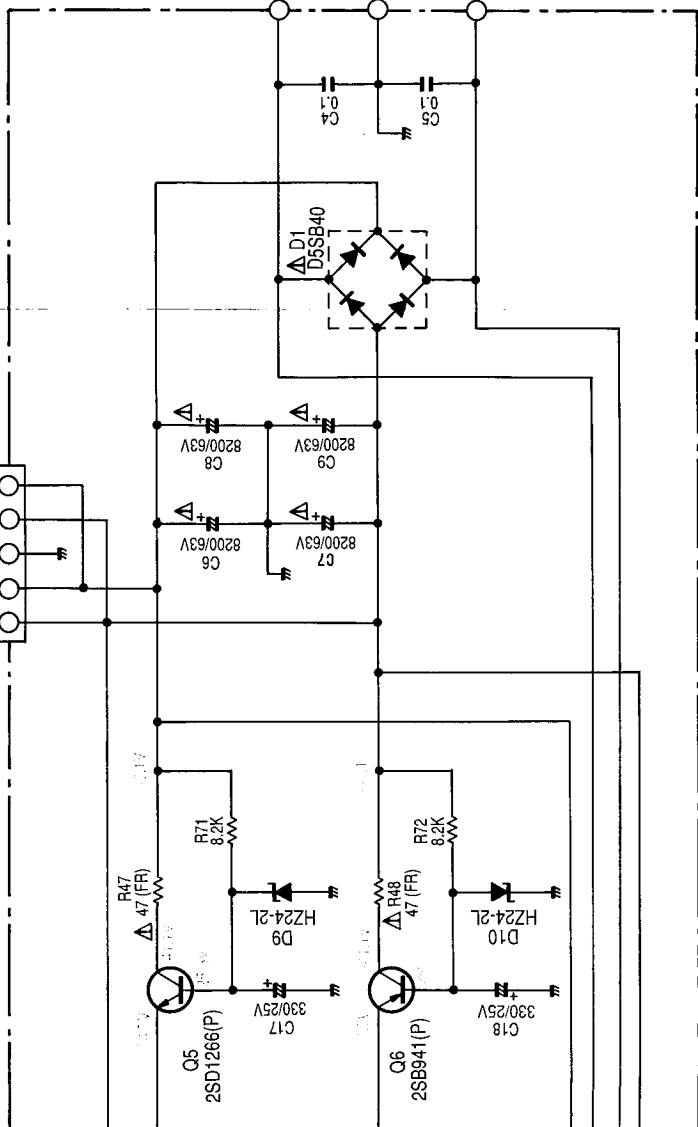 C4
0.1
C5
0.1
D1
D5SB40
+
8200/63V
C8
+
8200/63V
C9
+
8200/63V
C6
+
8200/63V
C7
R71
8.2K
R72
8.2K
R47
47 (FR)
R48
47 (FR)
HZ24-2L
D9
HZ24-2L
D10
+
330/25V
C17
+
330/25V
C18
Q5
2SD1266(P)
Q6
2SB941(P)